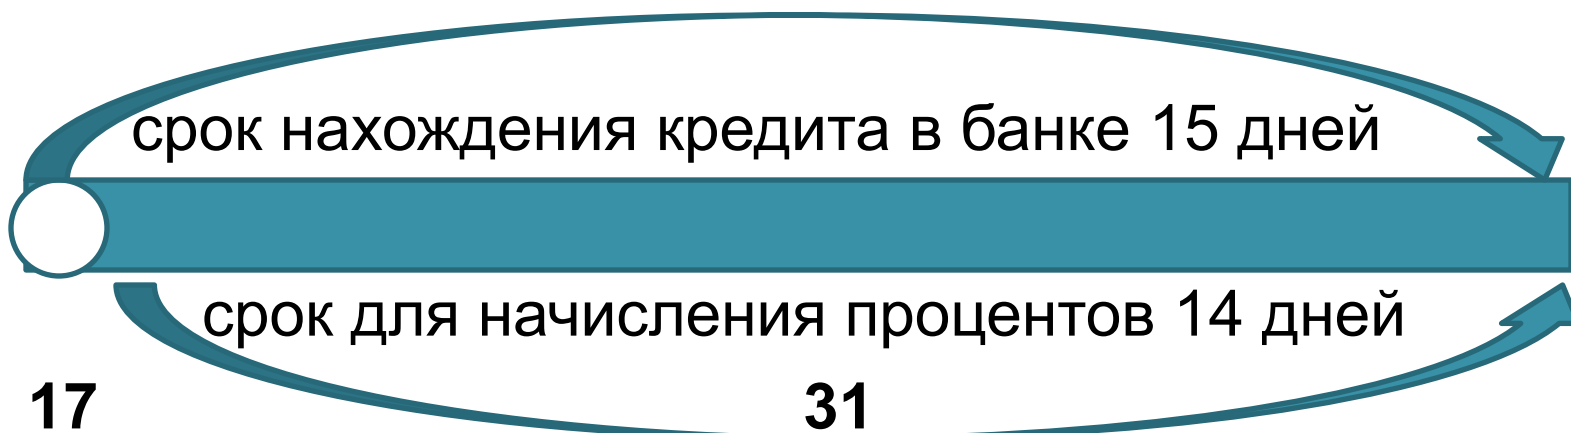 срок нахождения кредита в банке 15 дней
срок для начисления процентов 14 дней
17 31